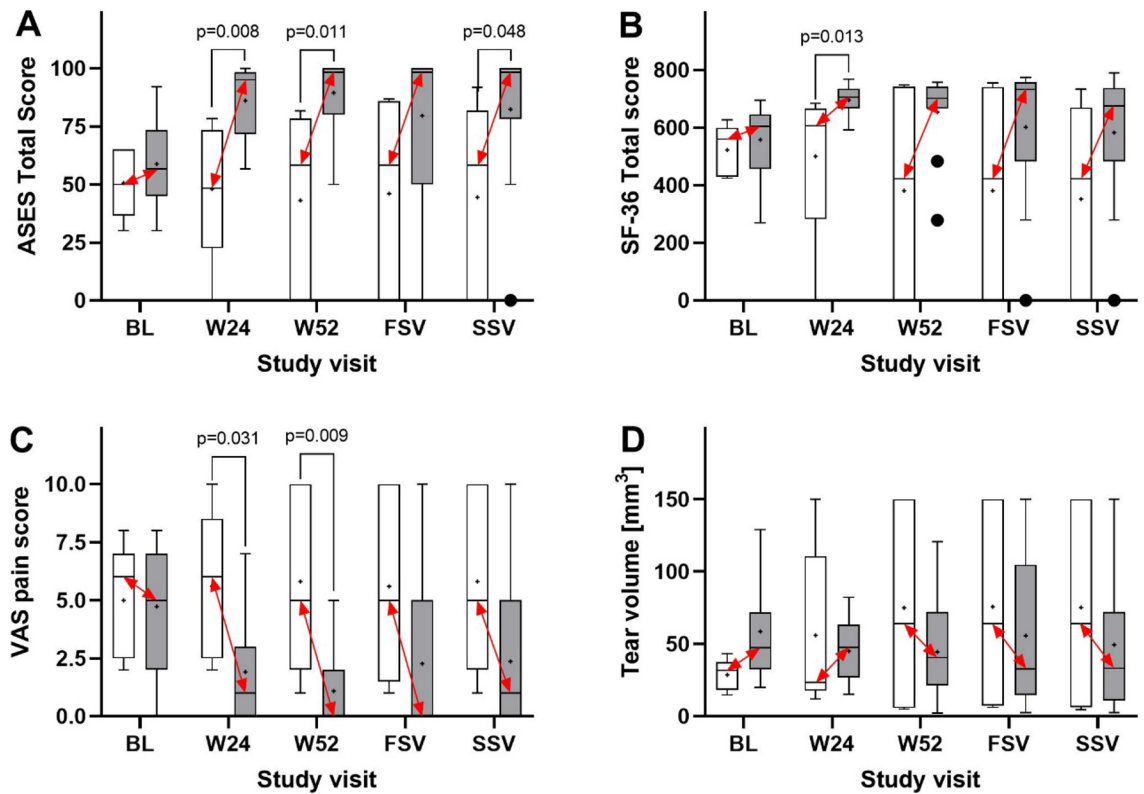 A
p=0.008
p=0.011
p=0.048
ASES Total Score
100
75
50
25
0
BL
W24
W52
FSV
SSV
Study visit
B
p=0.013
SF-36 Total score
800
600
400
200
0
BL
W24
W52
FSV
SSV
Study visit
C
p=0.031
p=0.009
VAS pain score
10.0
7.5
5.0
2.5
0.0
BL
W24
W52
FSV
SSV
Study visit
D
Tear volume [mm³]
150
100
50
0
BL
W24
W52
FSV
SSV
Study visit